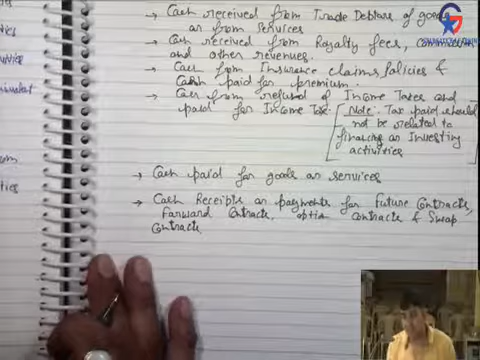 → Cash received from Trade Debtors of goods
or from services
→ Cash received from Royalty fees, commission
and other revenues.
→ Cash from Insurance claims Policies &
Cash paid for premium.
→ Cash from refund of Income Taxes and
paid for Income Tax. [Note: Tax paid should
not be related to
financing or Investing
activities]
→ Cash paid for goods or services
→ Cash Receipts or payments for Future Contracts,
Forward Contracts, option contracts & Swap
Contracts.